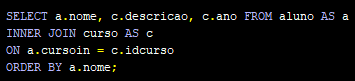 SELECT a.nome, c.descricao, c.ano FROM aluno AS a
INNER JOIN curso AS c
ON a.cursoin = c.idcurso
ORDER BY a.nome;